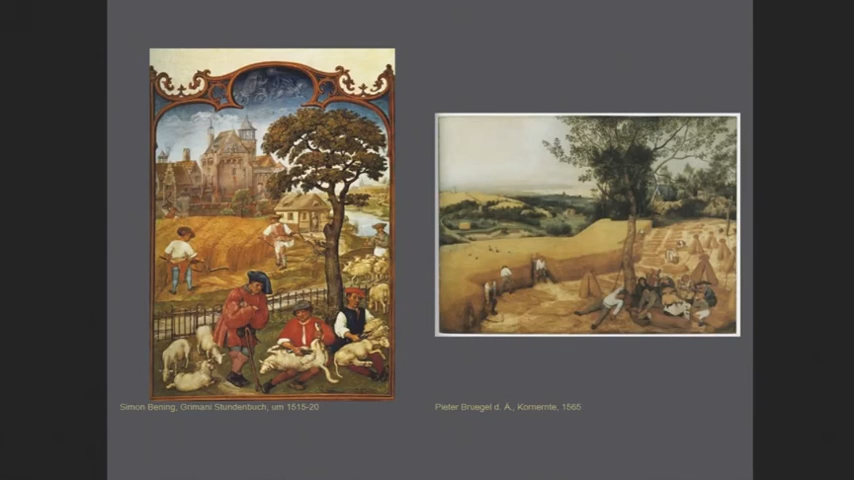 Simon Bening, Grimani Stundenbuch, um 1515-20
Pieter Bruegel d. Ä., Kornernte, 1565